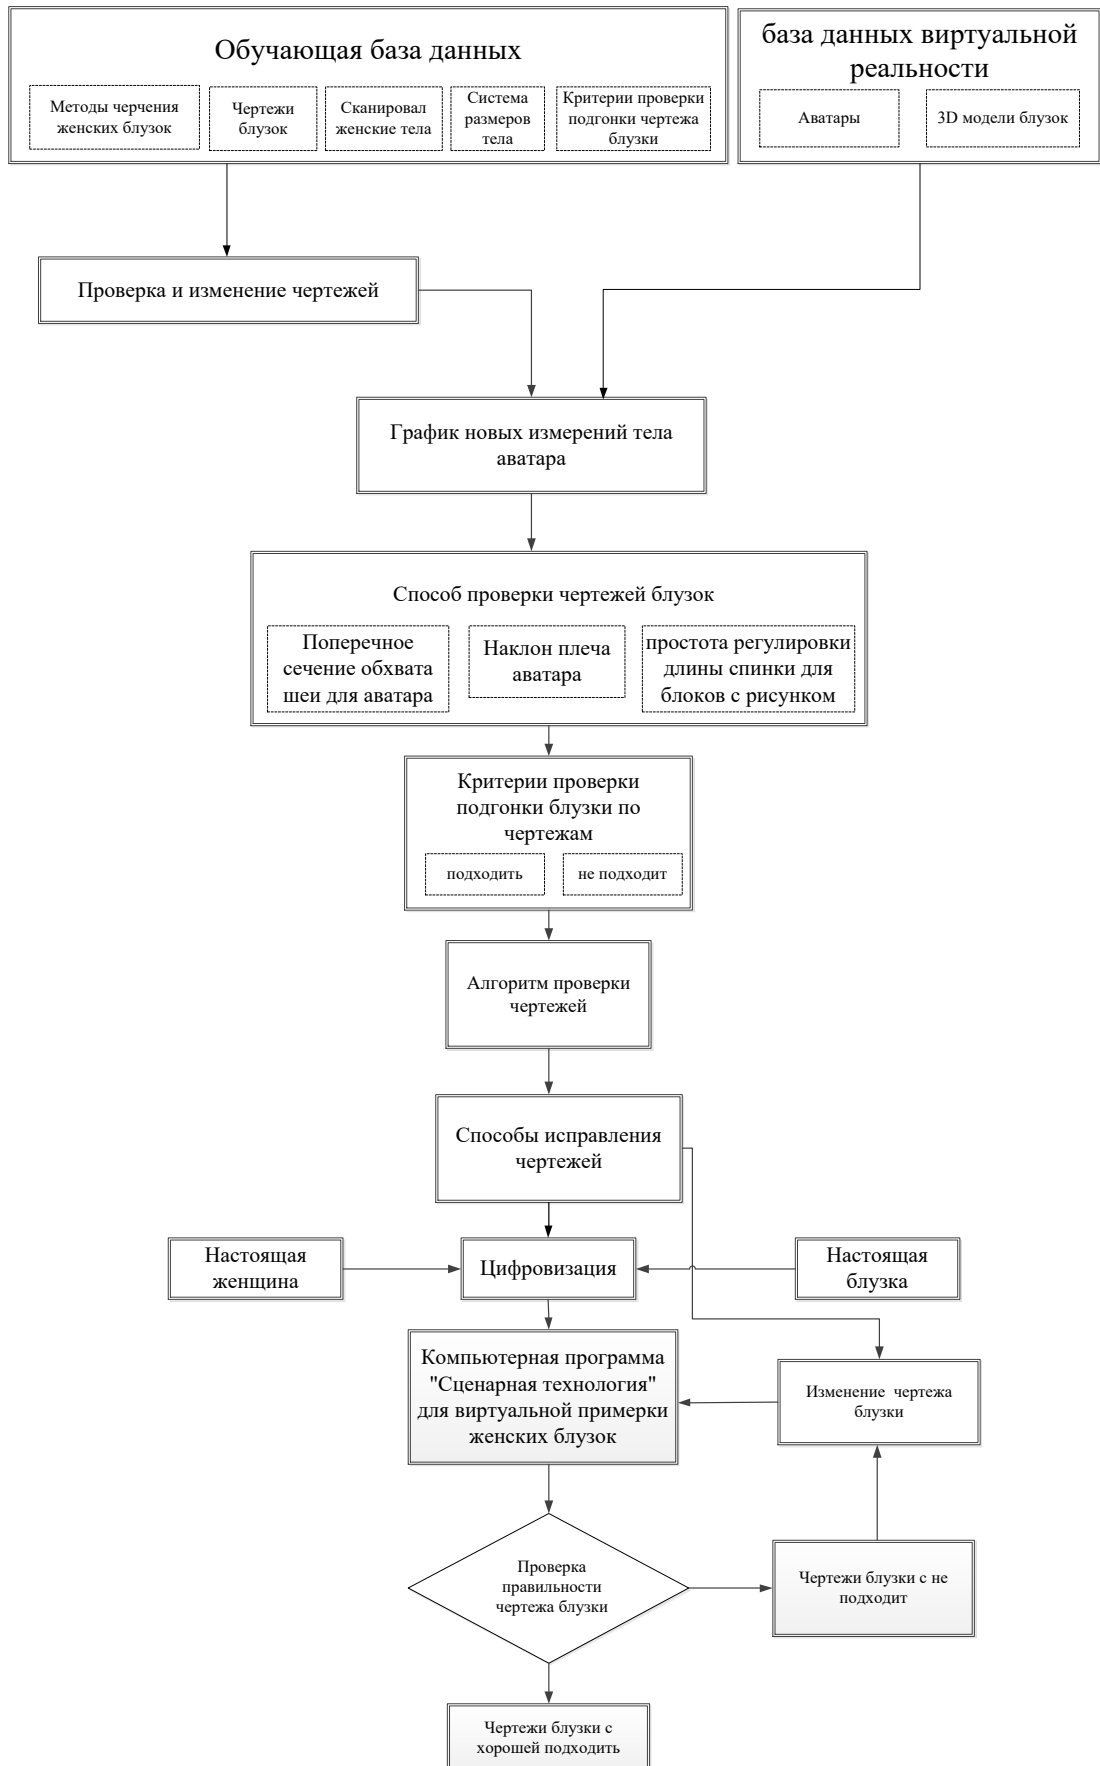 Обучающая база данных
Методы черчения
женских блузок
Чертежи
блузок
Сканировал
женские тела
Система
размеров
тела
Критерии проверки
подгонки чертежа
блузки
база данных виртуальной
реальности
Аватары
3D модели блузок
Проверка и изменение чертежей
График новых измерений тела
аватара
Способ проверки чертежей блузок
Поперечное
сечение обхвата
шеи для аватара
Наклон плеча
аватара
простота регулировки
длины спинки для
блоков с рисунком
Критерии проверки
подгонки блузки по
чертежам
подходить
не подходит
Алгоритм проверки
чертежей
Способы исправления
чертежей
Настоящая
женщина
Цифровизация
Настоящая
блузка
Компьютерная программа
"Сценарная технология"
для виртуальной примерки
женских блузок
Изменение чертежа
блузки
Проверка
правильности
чертежа блузки
Чертежи блузки с не
подходит
Чертежи блузки с
хорошей подходить